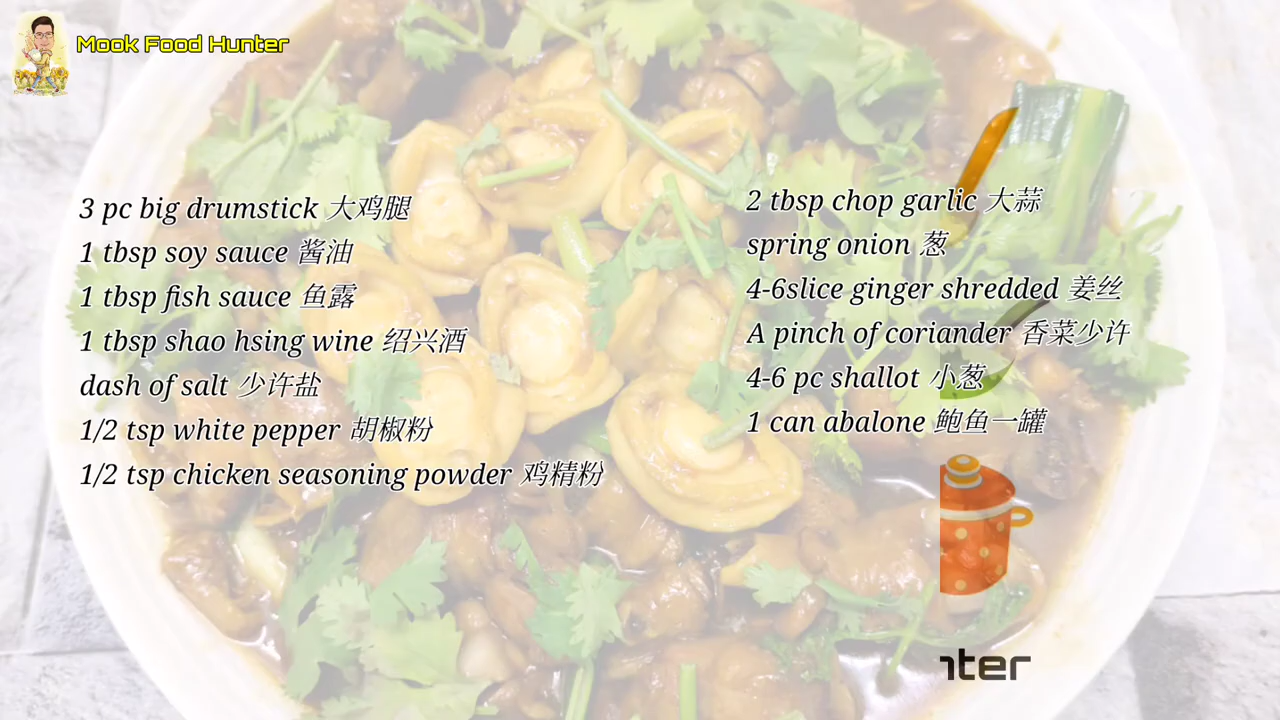 Mook Food Hunter
3 pc big drumstick 大鸡腿
1 tbsp soy sauce 酱油
1 tbsp fish sauce 鱼露
1 tbsp shao hsing wine 绍兴酒
dash of salt 少许盐
1/2 tsp white pepper 胡椒粉
1/2 tsp chicken seasoning powder 鸡精粉
2 tbsp chop garlic 大蒜
spring onion 葱
4-6slice ginger shredded 姜丝
A pinch of coriander 香菜少许
4-6 pc shallot 小葱
1 can abalone 鲍鱼一罐
nter